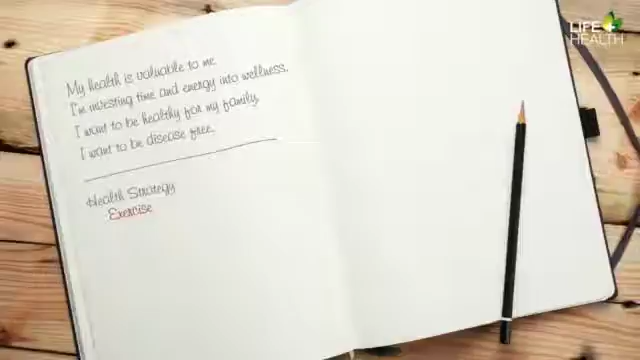 LIFE+
HEALTH
My health is valuable to me
I'm investing time and energy into wellness.
I want to be healthy for my family.
I want to be disease free.
Health Strategy
Exercise